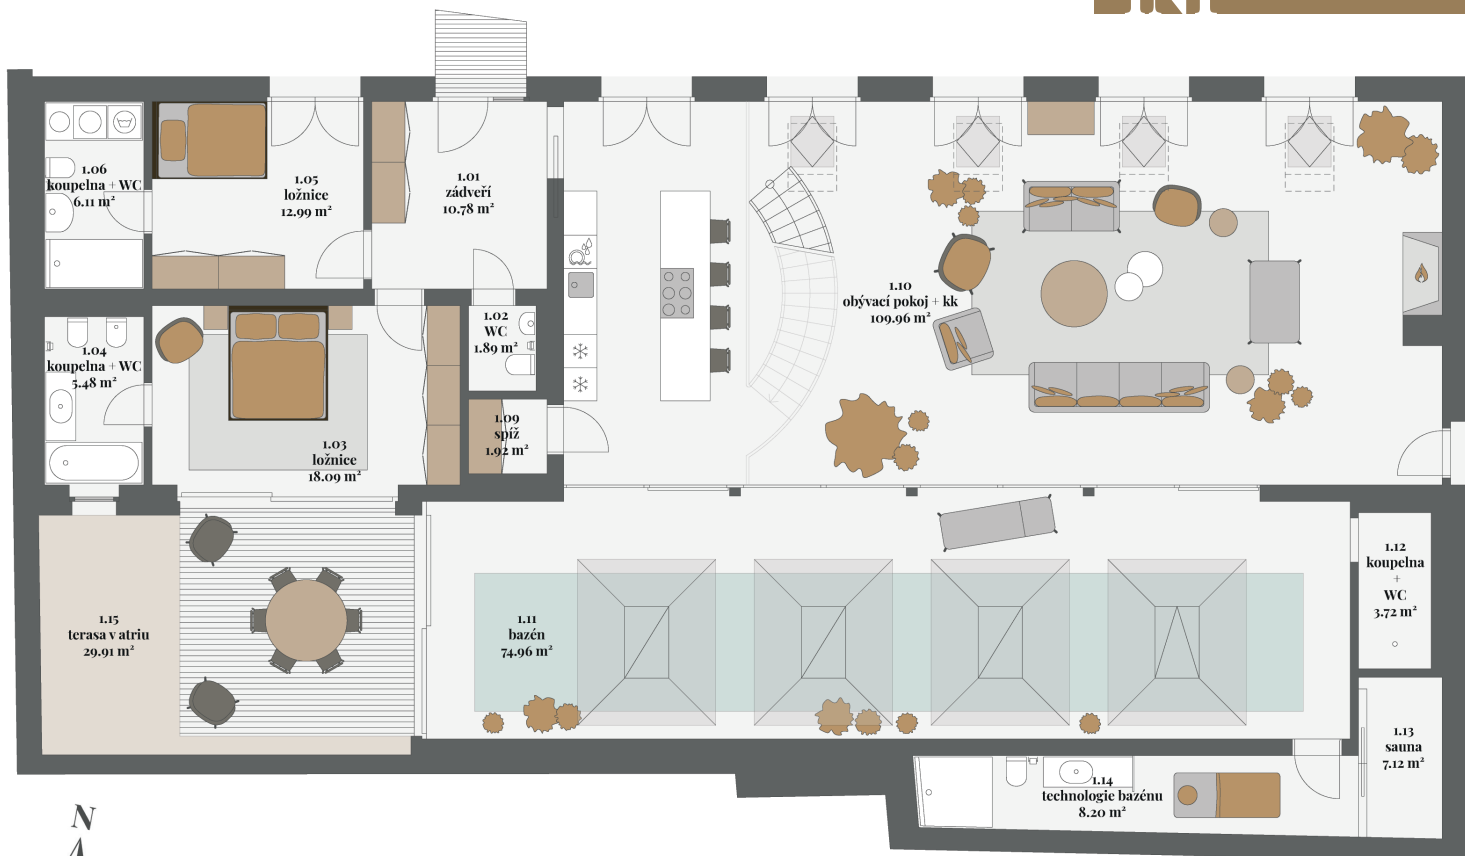 1.06
koupelna + WC
6.11 m²
1.05
ložnice
12.99 m²
1.01
zádveří
10.78 m²
1.10
obývací pokoj + kk
109.96 m²
1.02
WC
1.89 m²
1.04
koupelna + WC
5.48 m²
1.03
ložnice
18.09 m²
1.09
spíž
1.92 m²
1.15
terasa v atriu
29.91 m²
1.11
bazén
74.96 m²
1.12
koupelna
+
WC
3.72 m²
1.13
sauna
7.12 m²
1.14
technologie bazénu
8.20 m²
N